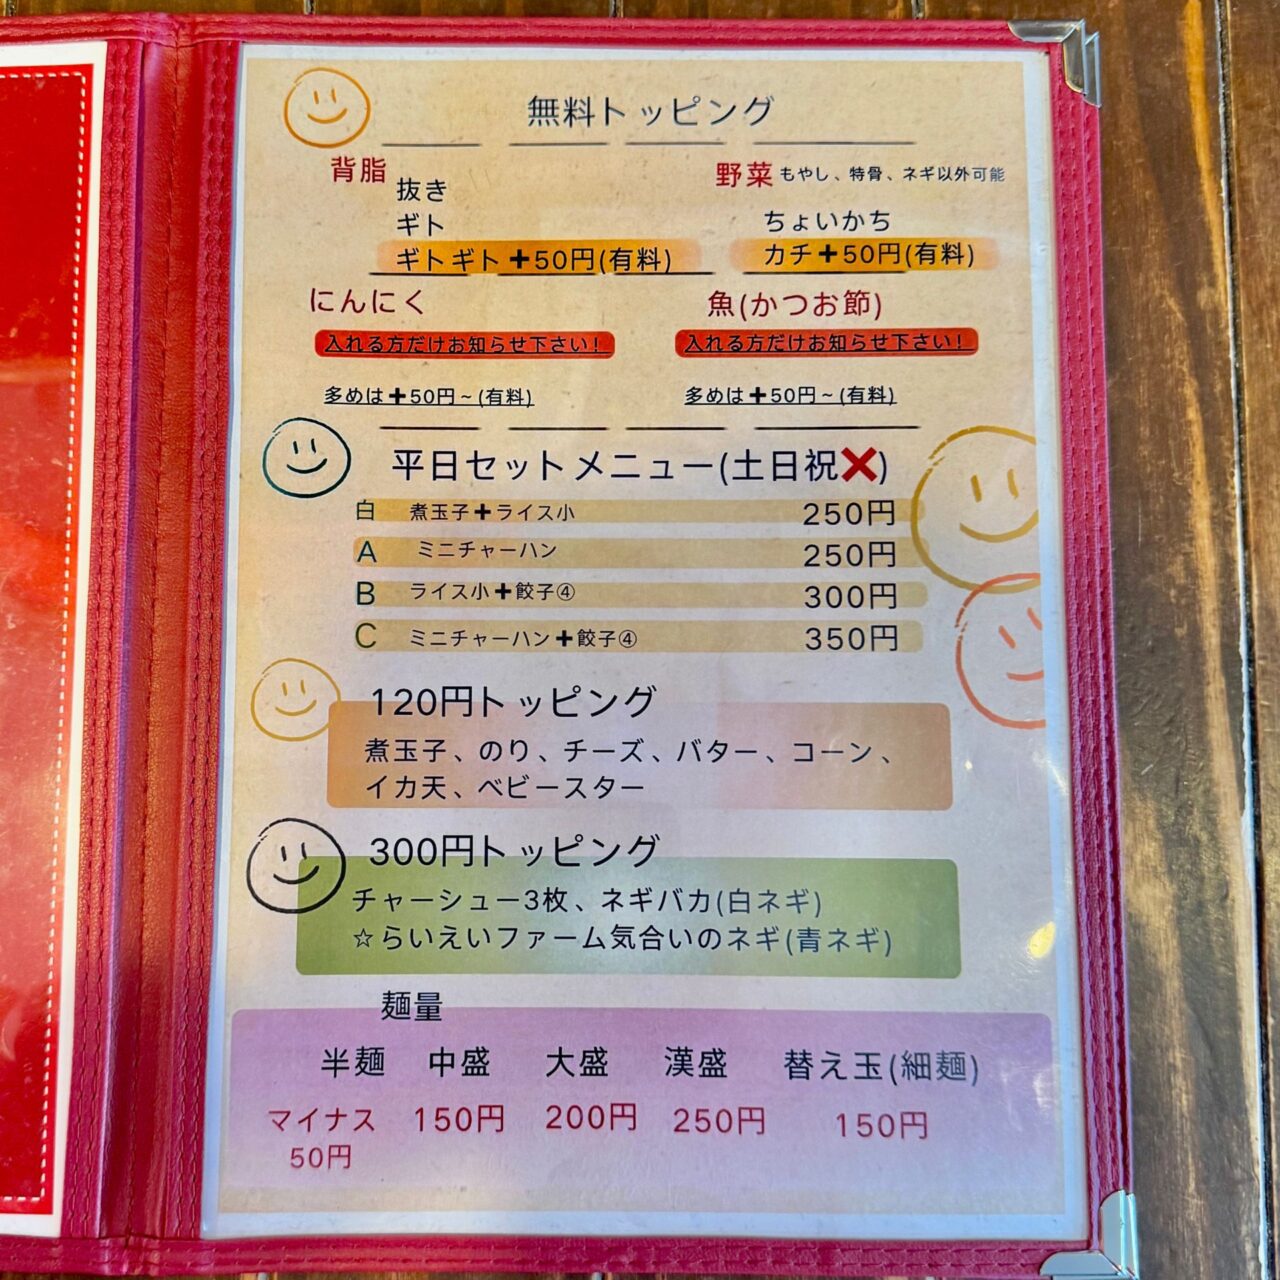 無料トッピング
背脂
抜き
ギト
ギトギト+50円(有料)
野菜 もやし、特骨、ネギ以外可能
ちょいかち
カチ+50円(有料)
にんにく
入れる方だけお知らせ下さい!
多めは+50円~(有料)
魚(かつお節)
入れる方だけお知らせ下さい!
多めは+50円~(有料)
平日セットメニュー(土日祝❌)
白 煮玉子+ライス小 250円
A ミニチャーハン 250円
B ライス小+餃子④ 300円
C ミニチャーハン+餃子④ 350円
120円トッピング
煮玉子、のり、チーズ、バター、コーン、
イカ天、ベビースター
300円トッピング
チャーシュー3枚、ネギバカ(白ネギ)
☆らいえいファーム気合いのネギ(青ネギ)
麺量
半麺 中盛 大盛 漢盛 替え玉(細麺)
マイナス 150円 200円 250円 150円
50円